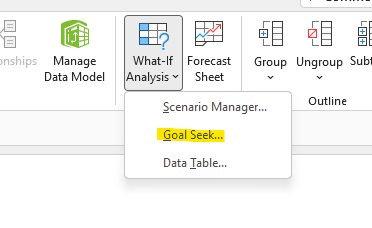 onships
Manage
Data Model
What-If
Analysis
Forecast
Sheet
Group
Ungroup
Subt
Outline
Scenario Manager...
Goal Seek...
Data Table...